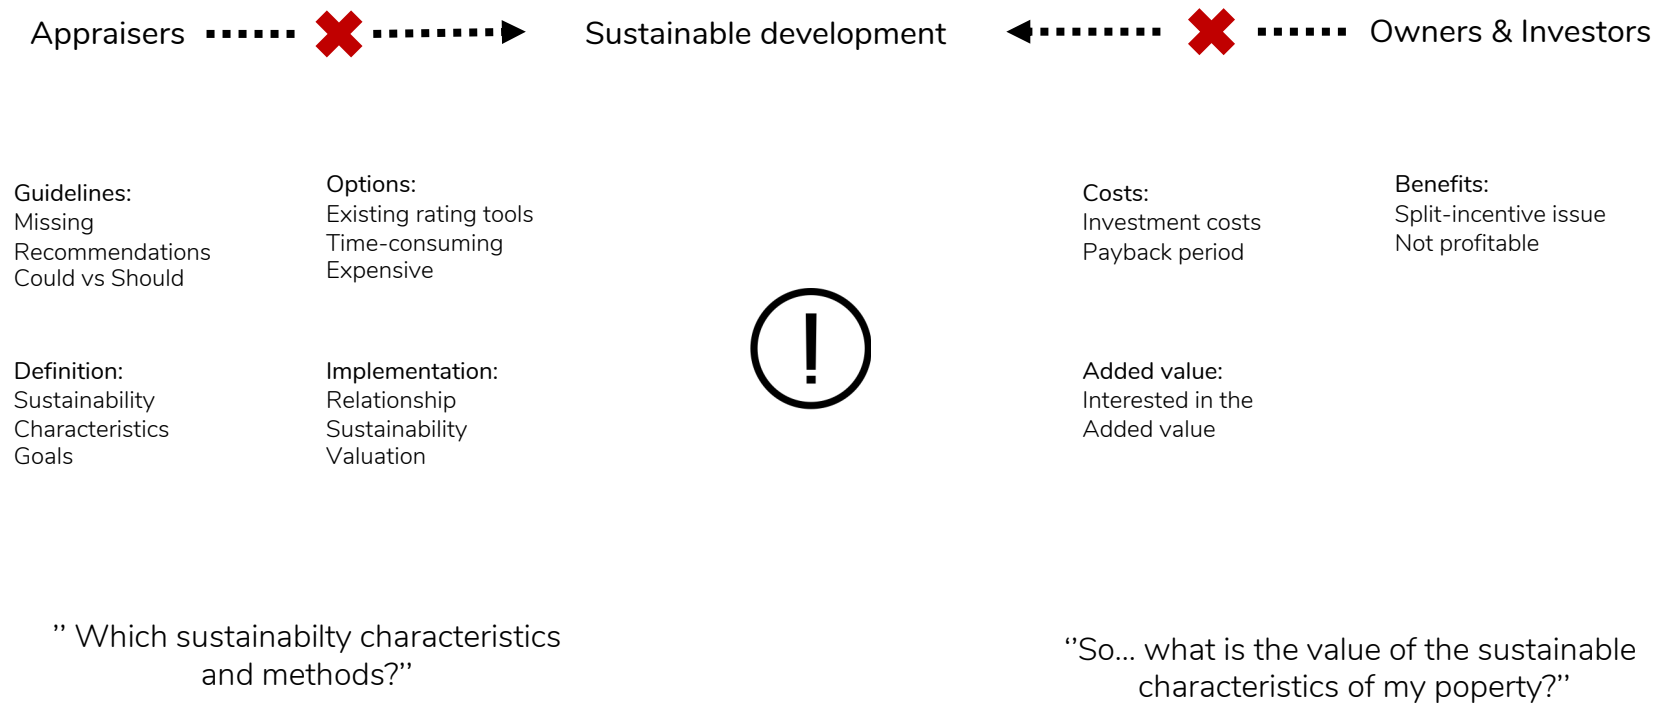 Appraisers
Sustainable development
Owners & Investors
Guidelines:
Missing
Recommendations
Could vs Should
Options:
Existing rating tools
Time-consuming
Expensive
Definition:
Sustainability
Characteristics
Goals
Implementation:
Relationship
Sustainability
Valuation
!
Costs:
Investment costs
Payback period
Benefits:
Split-incentive issue
Not profitable
Added value:
Interested in the
Added value
’’ Which sustainabilty characteristics
and methods?’’
‘’So... what is the value of the sustainable
characteristics of my poperty?’’